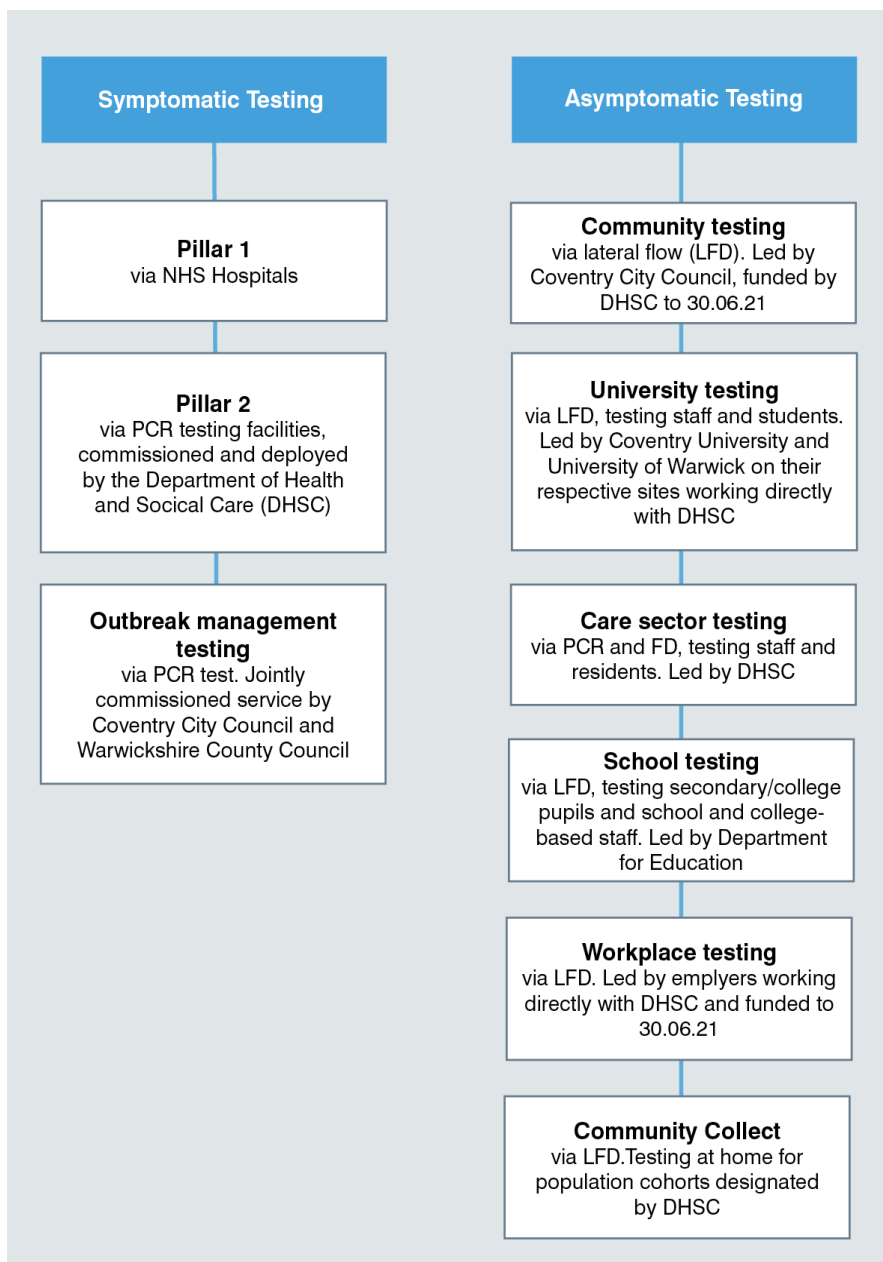 Symptomatic Testing
Pillar 1
via NHS Hospitals
Pillar 2
via PCR testing facilities,
commissioned and deployed
by the Department of Health
and Socical Care (DHSC)
Outbreak management
testing
via PCR test. Jointly
commissioned service by
Coventry City Council and
Warwickshire County Council
Asymptomatic Testing
Community testing
via lateral flow (LFD). Led by
Coventry City Council, funded by
DHSC to 30.06.21
University testing
via LFD, testing staff and students.
Led by Coventry University and
University of Warwick on their
respective sites working directly
with DHSC
Care sector testing
via PCR and FD, testing staff and
residents. Led by DHSC
School testing
via LFD, testing secondary/college
pupils and school and college-
based staff. Led by Department
for Education
Workplace testing
via LFD. Led by emplyers working
directly with DHSC and funded to
30.06.21
Community Collect
via LFD.Testing at home for
population cohorts designated
by DHSC